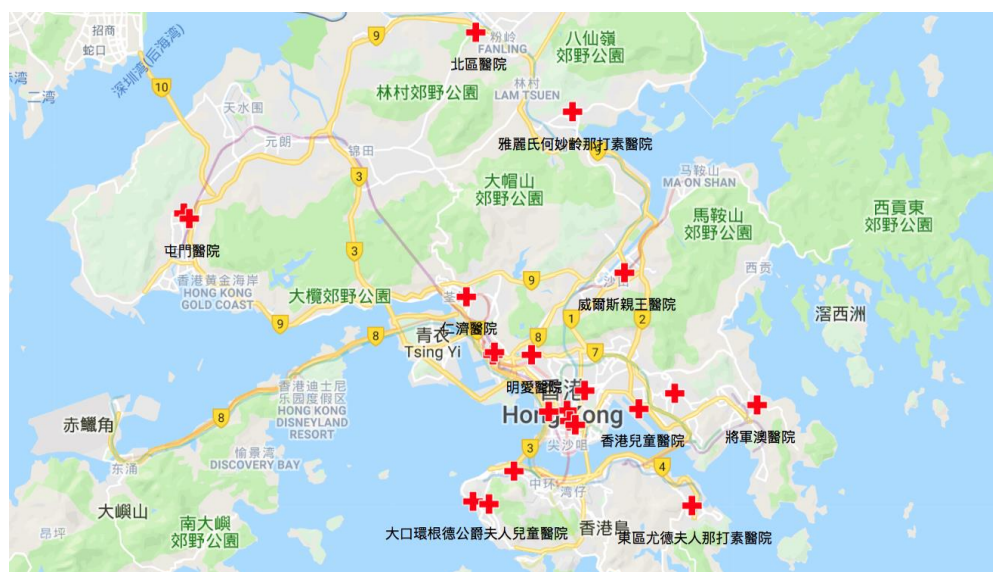 招商
蛇口
湾
二湾
深圳湾(后海湾)
10
9
粉岭
FANLING
北區醫院
八仙嶺
郊野公園
林村
LAM TSUEN
林村郊野公園
天水围
元朗
锦田
3
雅麗氏何妙齡那打素醫院
9
马鞍山
MA ON SHAN
大帽山
郊野公園
馬鞍山
郊野公園
西貢東
郊野公園
屯門醫院
3
西贡
香港黄金海岸
HONG KONG
GOLD COAST
大欖郊野公園
荃
9
沙田
威爾斯親王醫院
滘西洲
9
8
仁濟醫院
青衣
Tsing Yi
8
1
2
7
香港迪士尼
乐园度假区
HONG KONG
DISNEYLAND
RESORT
明愛醫院
香港
Hong Kong
赤鱲角
8
尖沙咀
香港兒童醫院
將軍澳醫院
东涌
愉景湾
DISCOVERY BAY
3
4
中环
湾仔
大嶼山
昂坪
南大嶼
郊野公園
大口環根德公爵夫人兒童醫院
香港島
東區尤德夫人那打素醫院